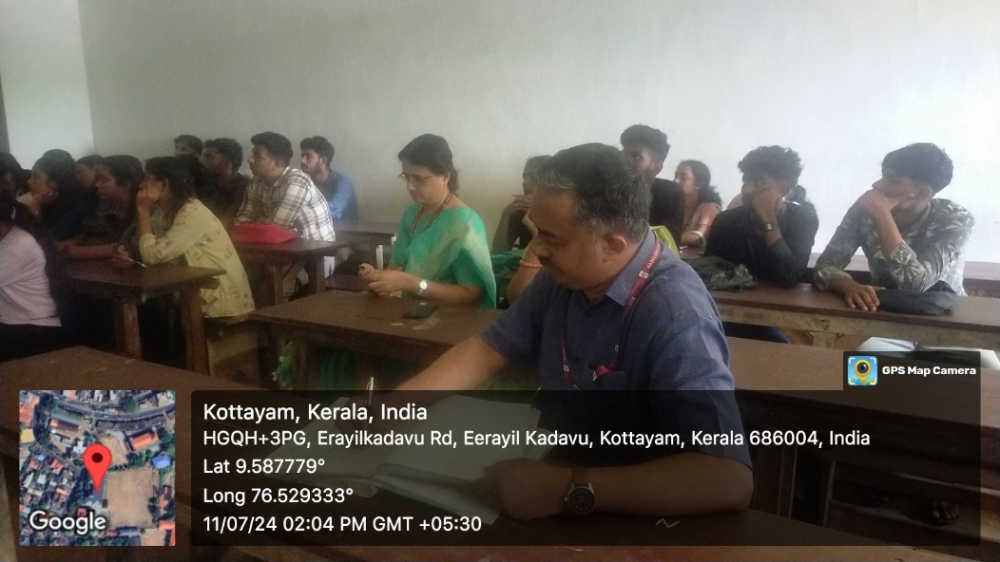 GPS Map Camera
Kottayam, Kerala, India
HGQH+3PG, Erayilkadavu Rd, Eerayil Kadavu, Kottayam, Kerala 686004, India
Lat 9.587779°
Long 76.529333°
11/07/24 02:04 PM GMT +05:30
Google